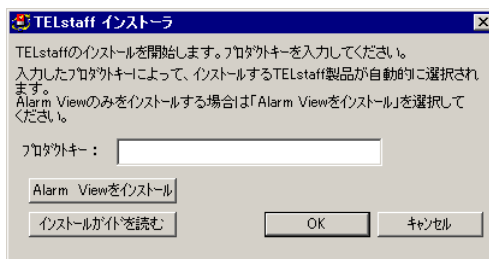 TELstaff インストーラ
TELstaffのインストールを開始します。ﾌﾟﾛﾀﾞｸﾄｷｰを入力してください。
入力したﾌﾟﾛﾀﾞｸﾄｷｰによって、インストールするTELstaff製品が自動的に選択され
ます。
Alarm Viewのみをインストールする場合は「Alarm Viewをインストール」を選択して
ください。
ﾌﾟﾛﾀﾞｸﾄｷｰ：
Alarm Viewをインストール
インストールガイドを読む OK ｷｬﾝｾﾙ